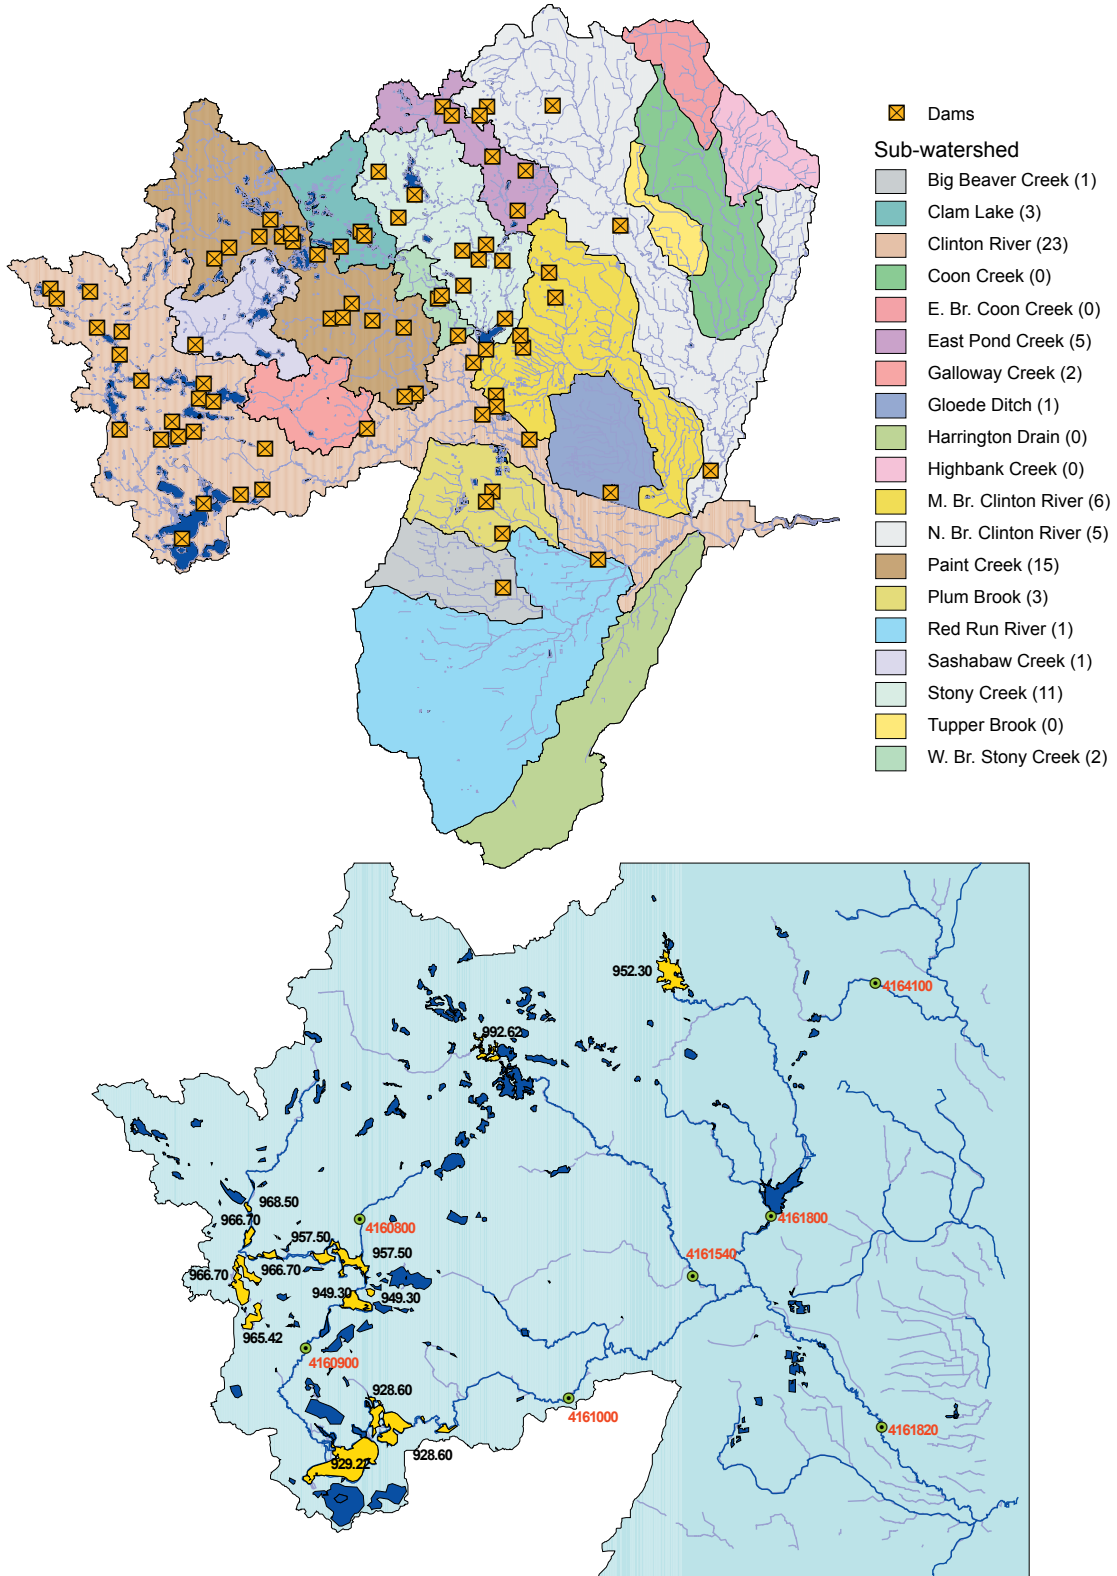 Dams
Sub-watershed
Big Beaver Creek (1)
Clam Lake (3)
Clinton River (23)
Coon Creek (0)
E. Br. Coon Creek (0)
East Pond Creek (5)
Galloway Creek (2)
Gloede Ditch (1)
Harrington Drain (0)
Highbank Creek (0)
M. Br. Clinton River (6)
N. Br. Clinton River (5)
Paint Creek (15)
Plum Brook (3)
Red Run River (1)
Sashabaw Creek (1)
Stony Creek (11)
Tupper Brook (0)
W. Br. Stony Creek (2)
952.30
4164100
992.62
968.50
966.70
4160800
4161800
957.50
957.50
4161540
966.70
966.70
949.30
949.30
965.42
4160900
928.60
4161000
4161820
928.60
929.22